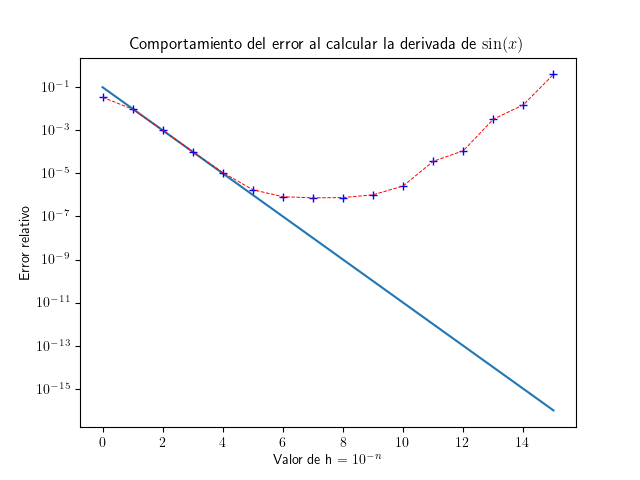 Comportamiento del error al calcular la derivada de sin(x)
Error relativo
10⁻¹
10⁻³
10⁻⁵
10⁻⁷
10⁻⁹
10⁻¹¹
10⁻¹³
10⁻¹⁵
0 2 4 6 8 10 12 14
Valor de h = 10⁻ⁿ